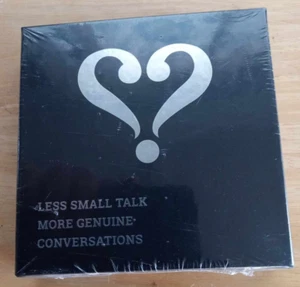 LESS SMALL TALK
MORE GENUINE
CONVERSATIONS